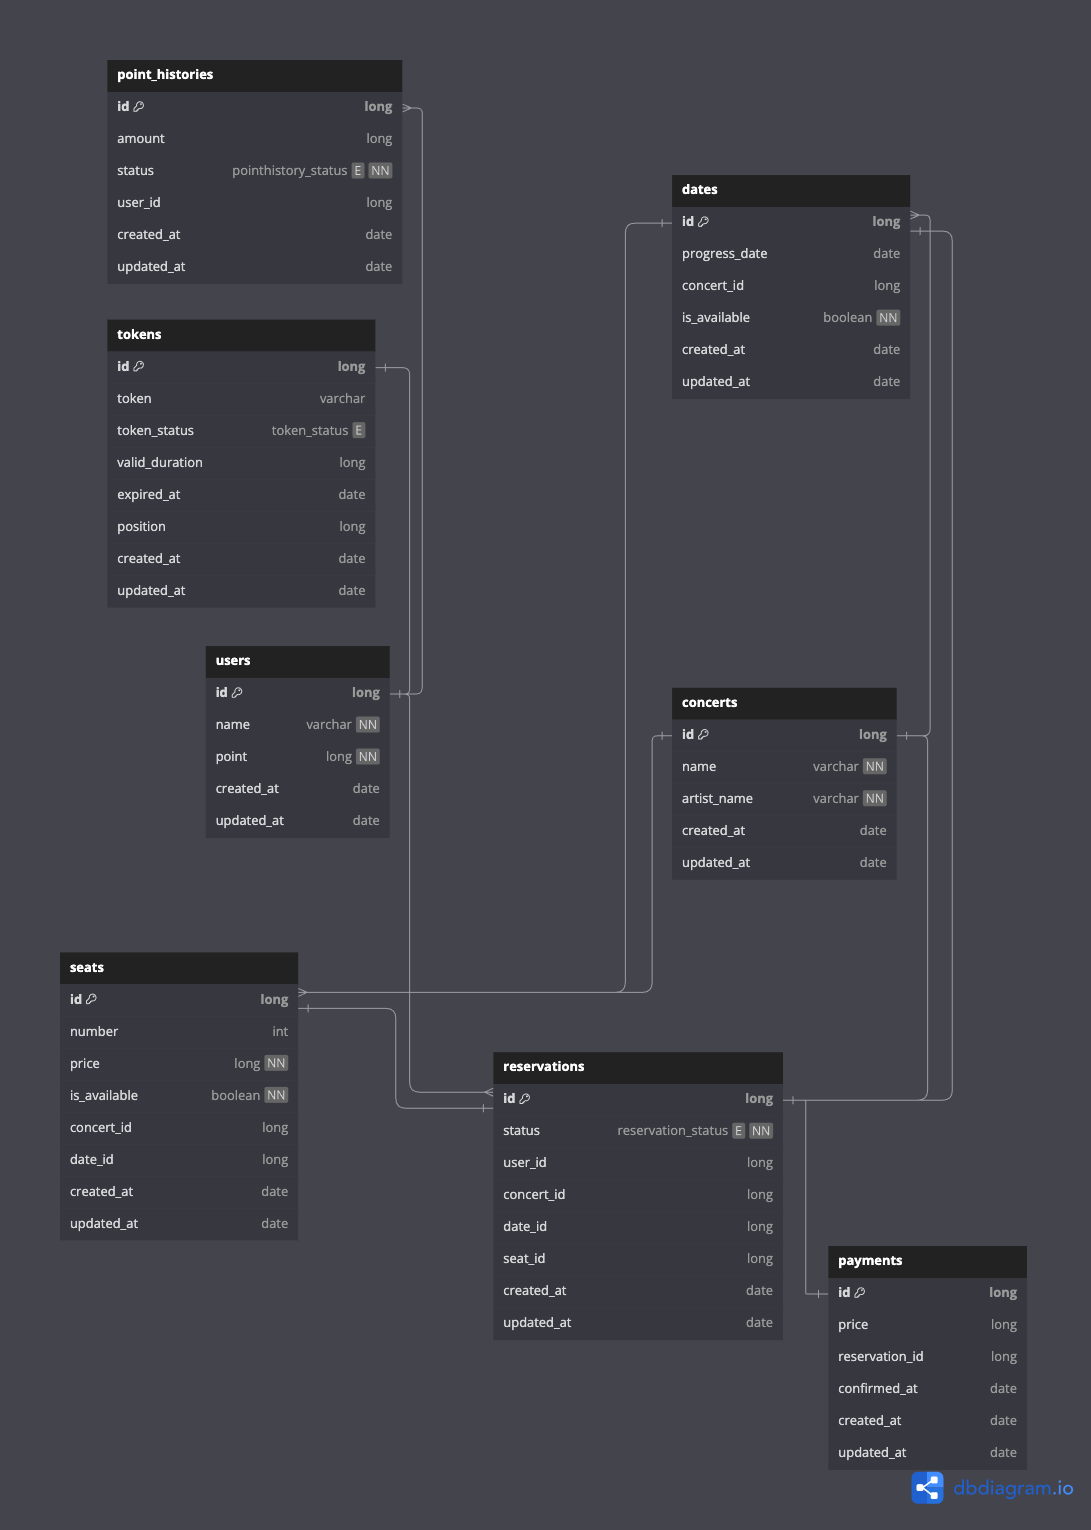 point_histories
id long
amount long
status pointhistory_status E NN
user_id long
created_at date
updated_at date
tokens
id long
token varchar
token_status token_status E
valid_duration long
expired_at date
position long
created_at date
updated_at date
users
id long
name varchar NN
point long NN
created_at date
updated_at date
dates
id long
progress_date date
concert_id long
is_available boolean NN
created_at date
updated_at date
concerts
id long
name varchar NN
artist_name varchar NN
created_at date
updated_at date
seats
id long
number int
price long NN
is_available boolean NN
concert_id long
date_id long
created_at date
updated_at date
reservations
id long
status reservation_status E NN
user_id long
concert_id long
date_id long
seat_id long
created_at date
updated_at date
payments
id long
price long
reservation_id long
confirmed_at date
created_at date
updated_at date
dbdiagram.io